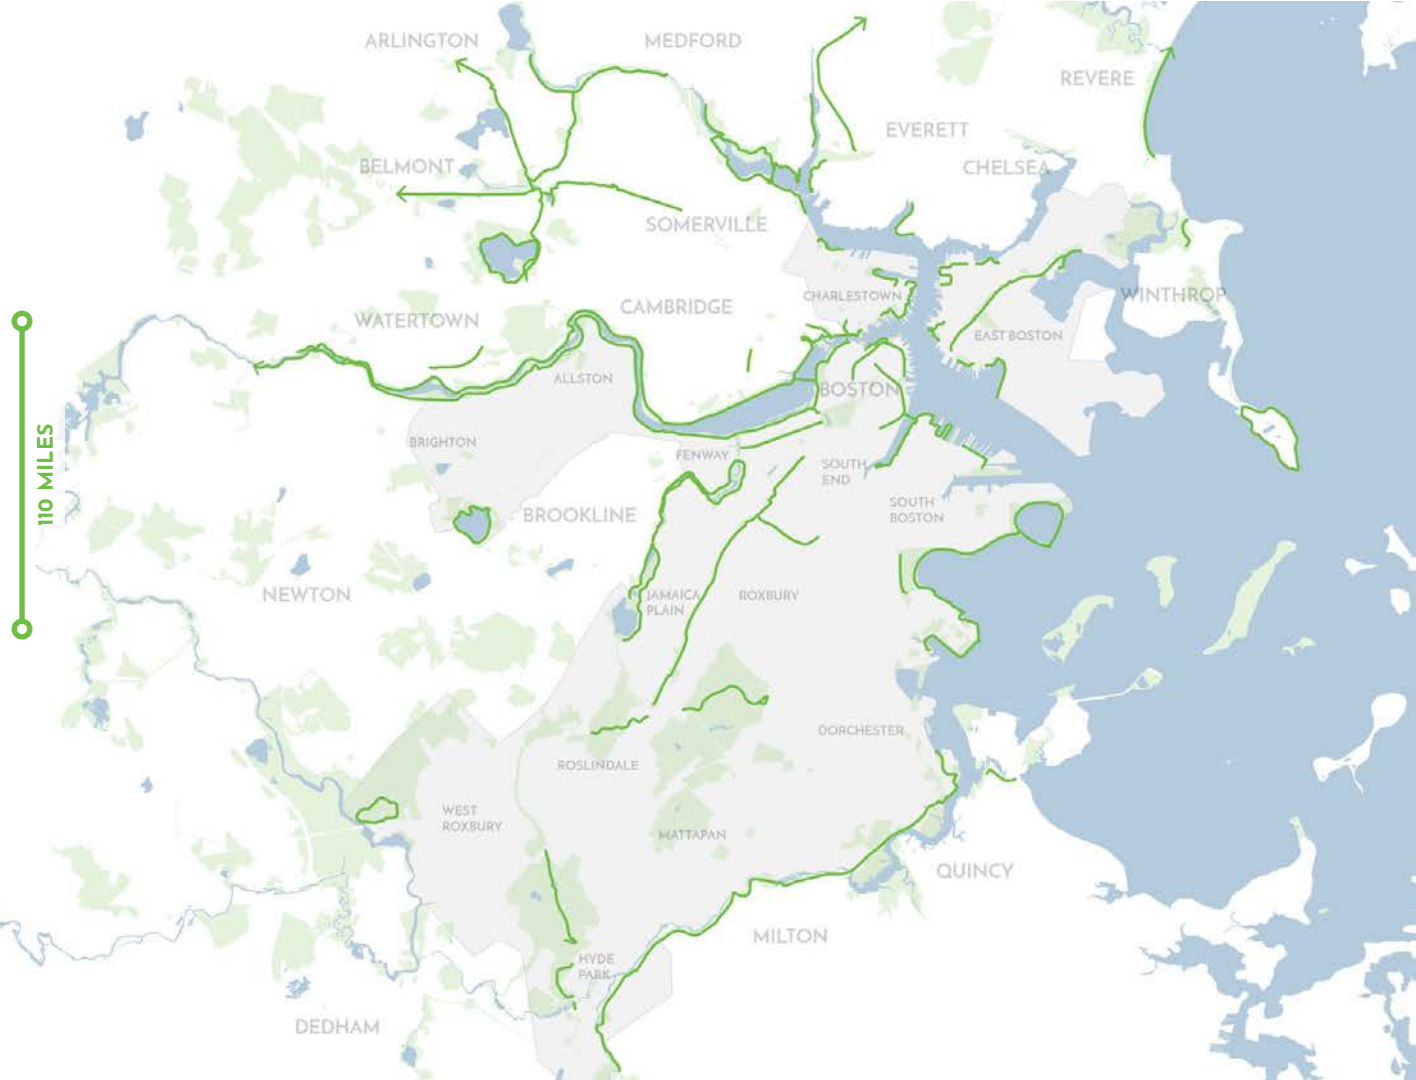 ARLINGTON
MEDFORD
REVERE
EVERETT
BELMONT
CHELSEA
SOMERVILLE
CHARLESTOWN
WINTHROP
WATERTOWN
CAMBRIDGE
EAST BOSTON
ALLSTON
BOSTON
BRIGHTON
FENWAY
SOUTH
END
110 MILES
BROOKLINE
SOUTH
BOSTON
NEWTON
JAMAICA
PLAIN
ROXBURY
DORCHESTER
ROSLINDALE
WEST
ROXBURY
MATTAPAN
QUINCY
MILTON
HYDE
PARK
DEDHAM